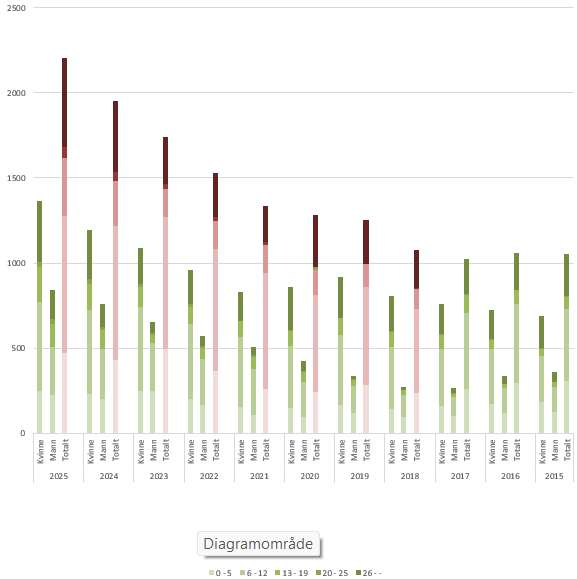 2500
2000
1500
1000
500
0
Kvinne Mann Totalt Kvinne Mann Totalt Kvinne Mann Totalt Kvinne Mann Totalt Kvinne Mann Totalt Kvinne Mann Totalt Kvinne Mann Totalt Kvinne Mann Totalt Kvinne Mann Totalt Kvinne Mann Totalt Kvinne Mann Totalt
2025 2024 2023 2022 2021 2020 2019 2018 2017 2016 2015
Diagramområde
0 - 5 6 - 12 13 - 19 20 - 25 26 - -